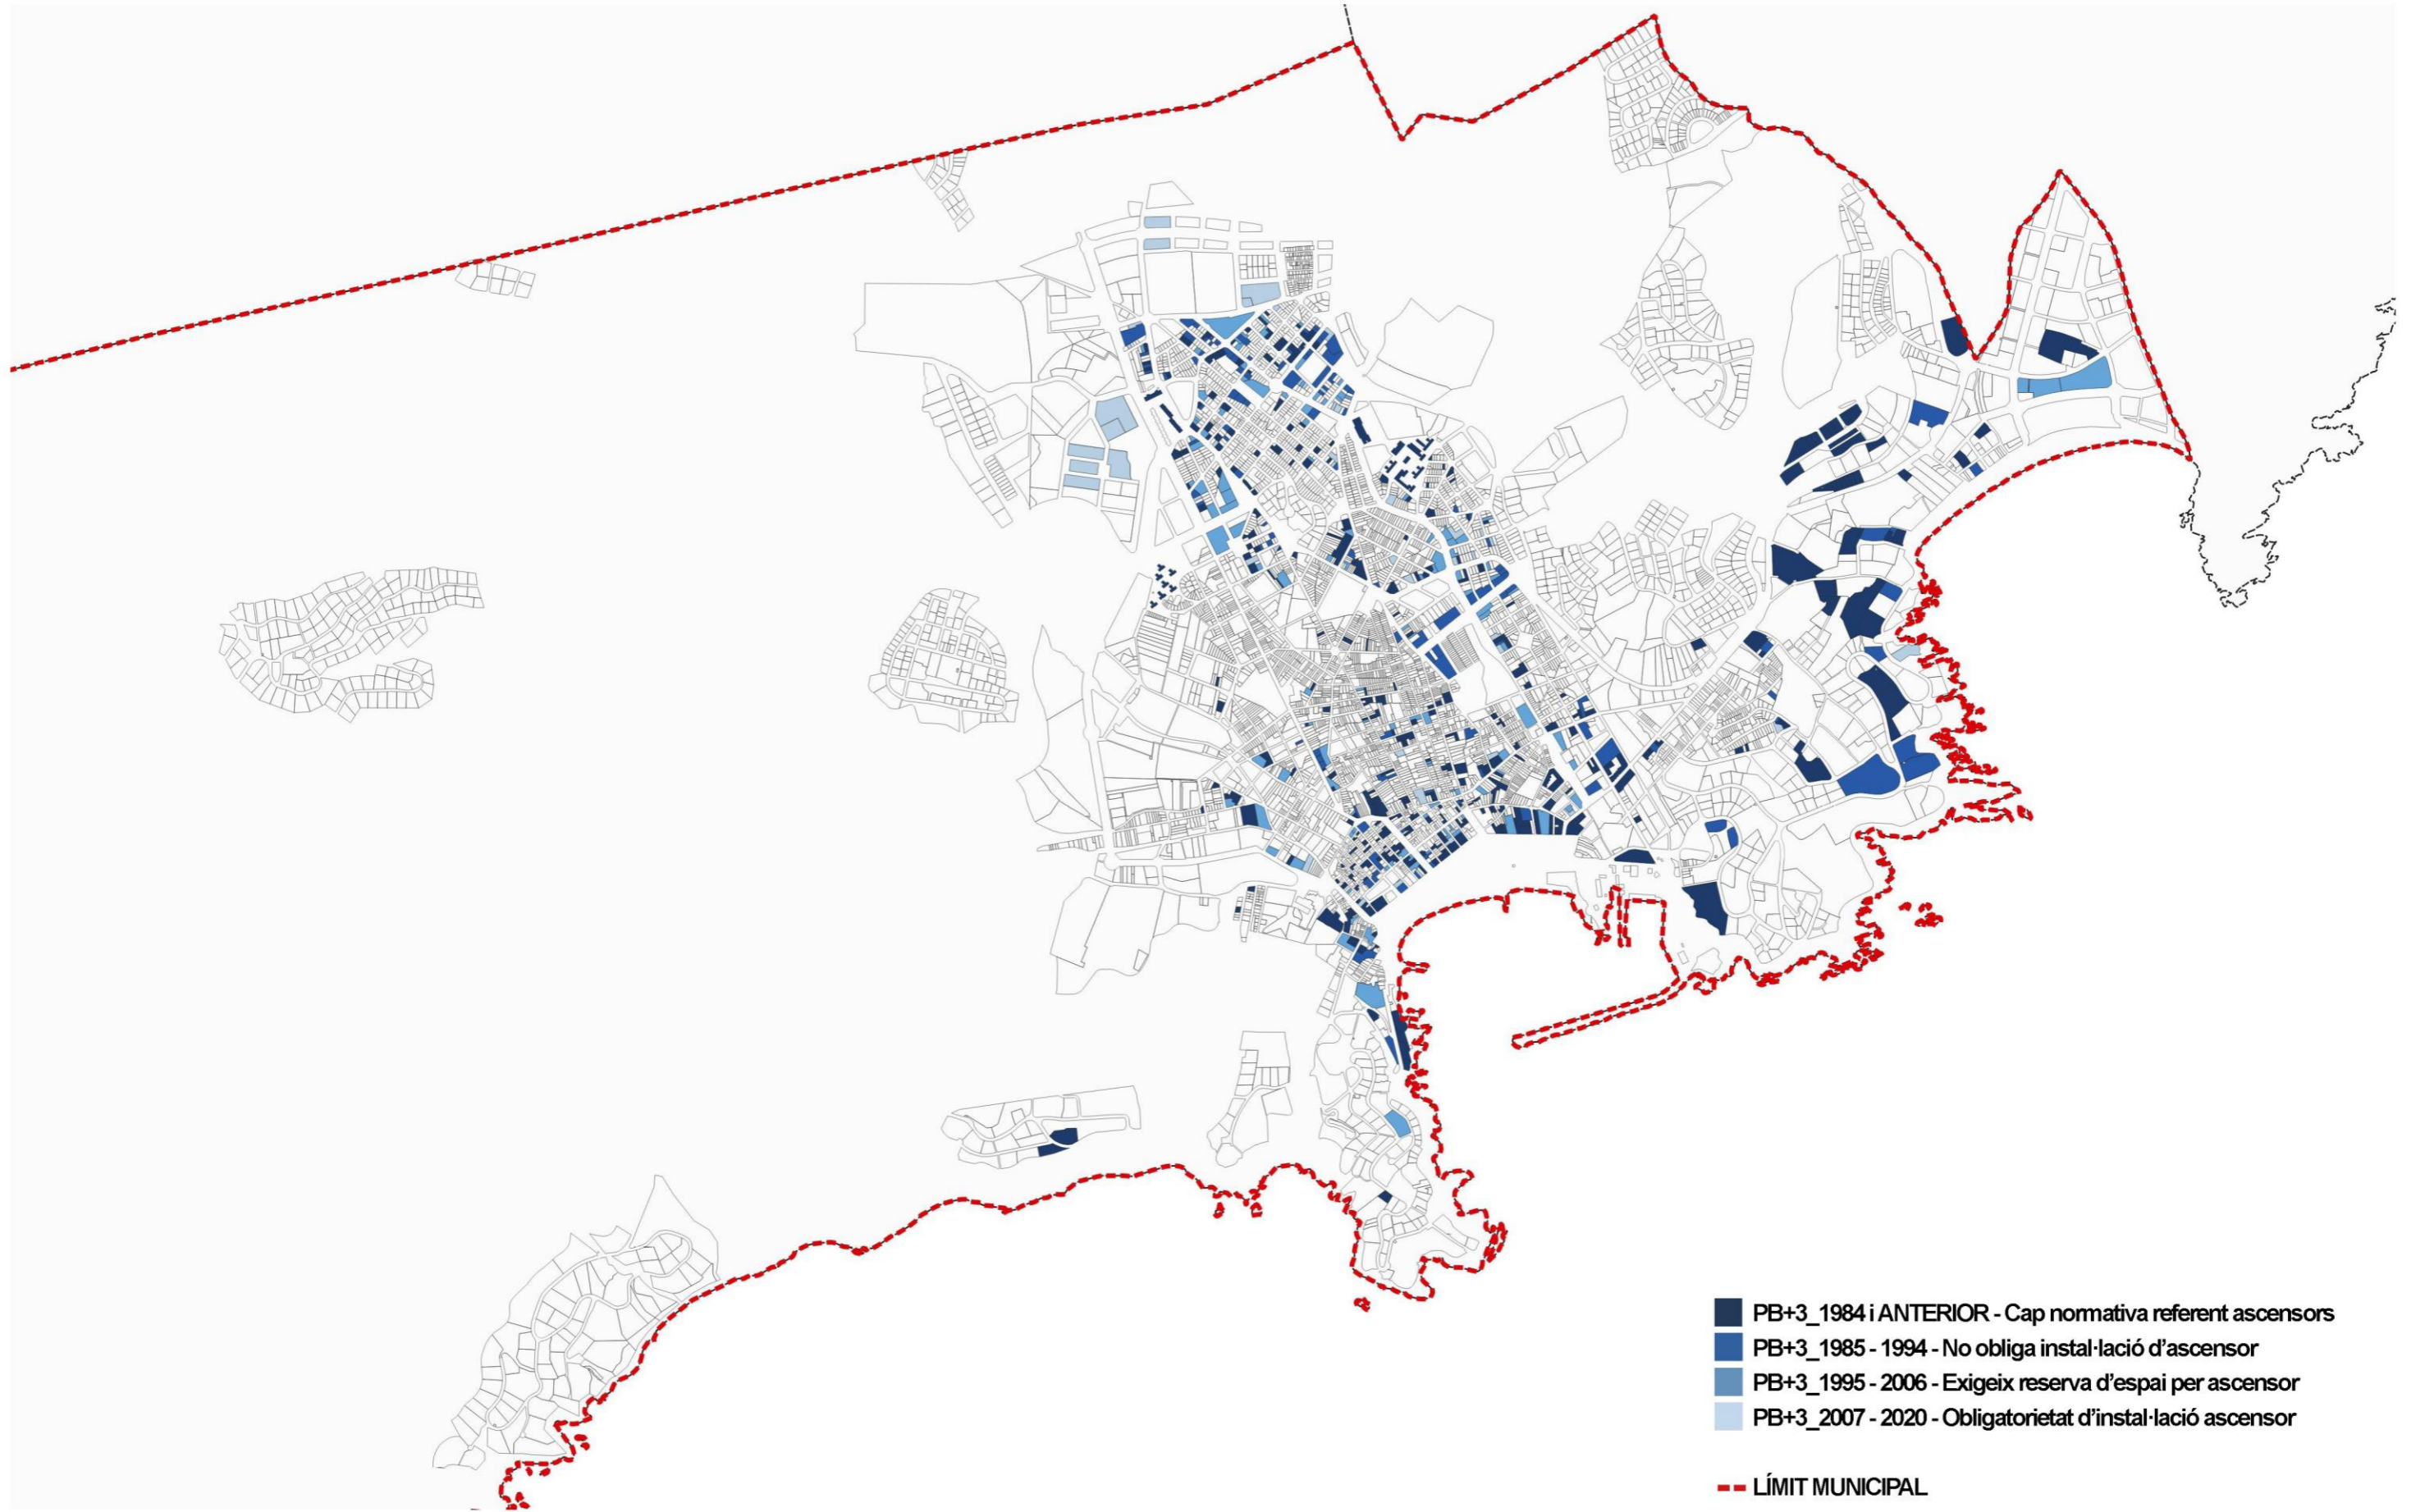 PB+3_1984 i ANTERIOR - Cap normativa referent ascensors
PB+3_1985 - 1994 - No obliga instal·lació d'ascensor
PB+3_1995 - 2006 - Exigeix reserva d'espai per ascensor
PB+3_2007 - 2020 - Obligatorietat d'instal·lació ascensor
LÍMIT MUNICIPAL